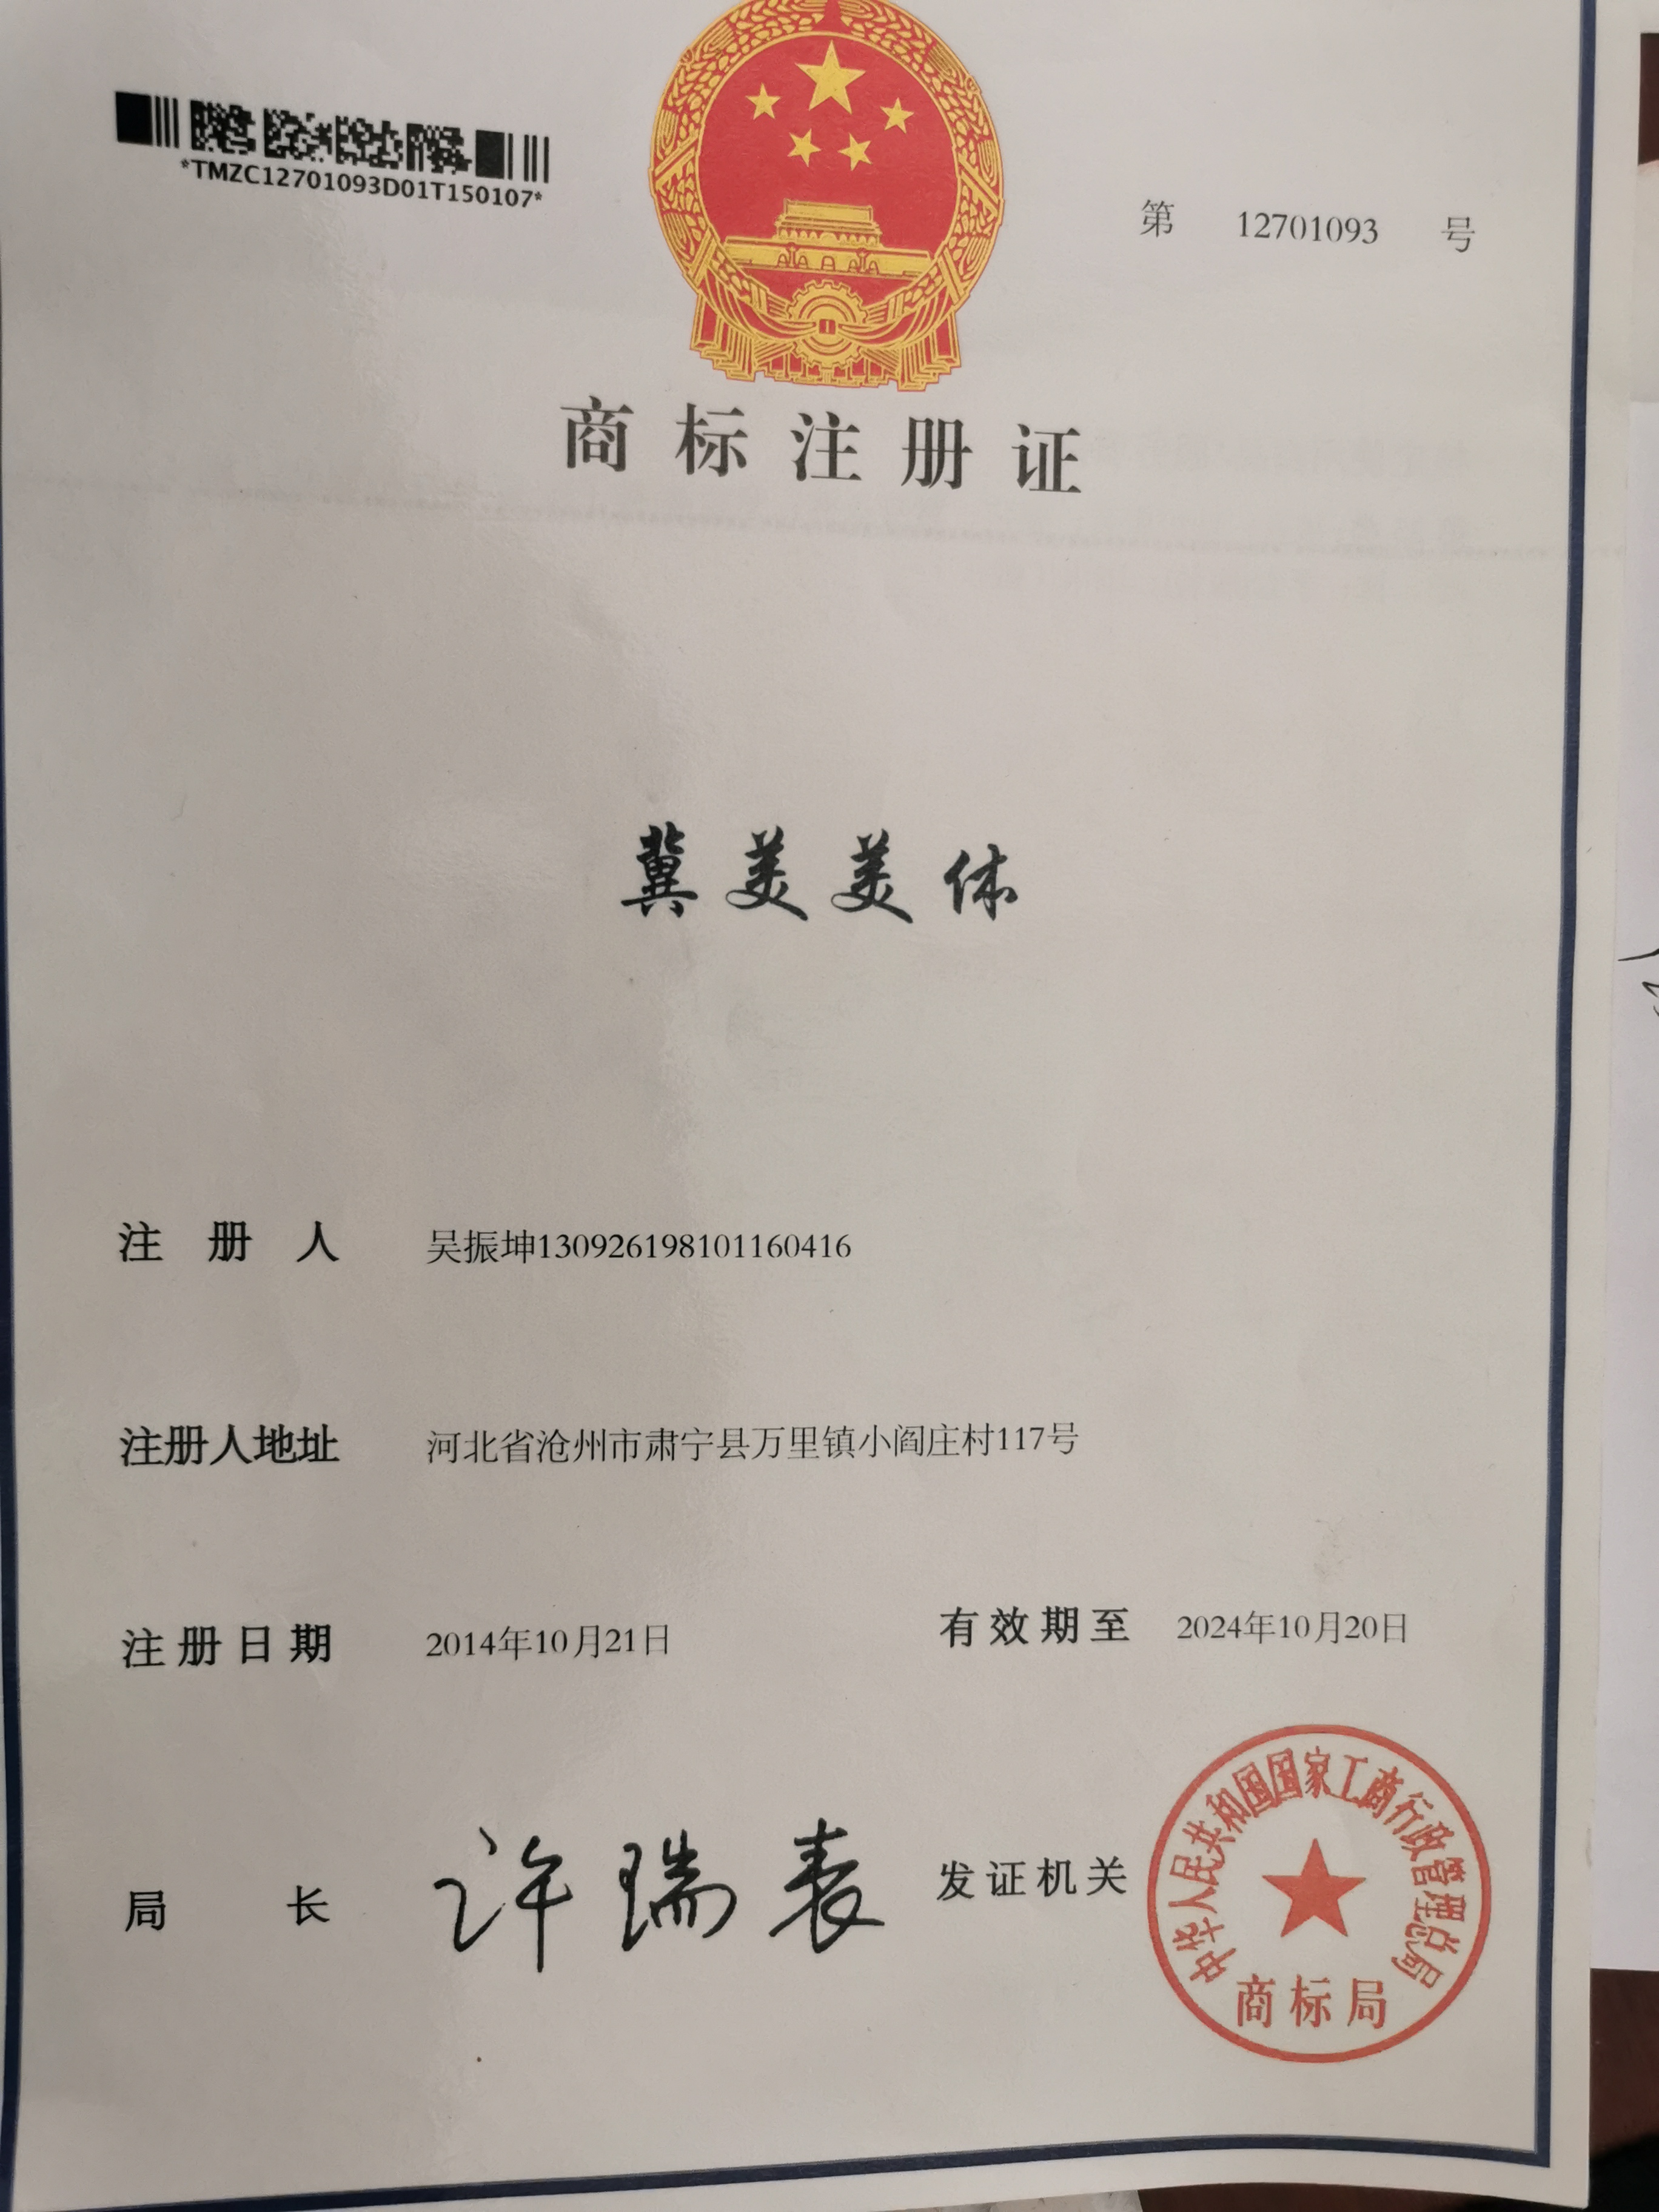 *TMZC12701093D01T150107*
第 12701093 号
商标注册证
冀美美体
注册人 吴振坤130926198101160416
注册人地址 河北省沧州市肃宁县万里镇小阎庄村117号
注册日期 2014年10月21日 有效期至 2024年10月20日
局长 许瑞表 发证机关
中华人民共和国国家工商行政管理总局
商标局